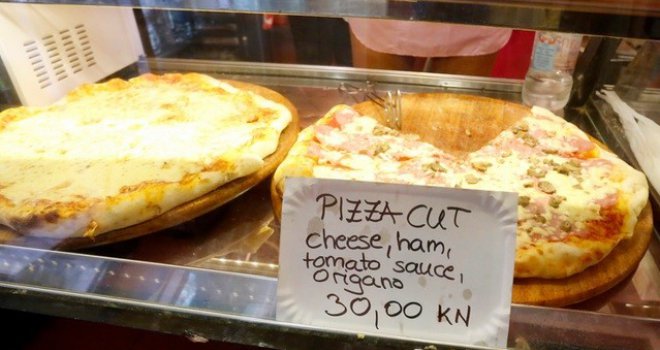 PIZZA CUT
cheese, ham,
tomato sauce,
origano
30,00 KN